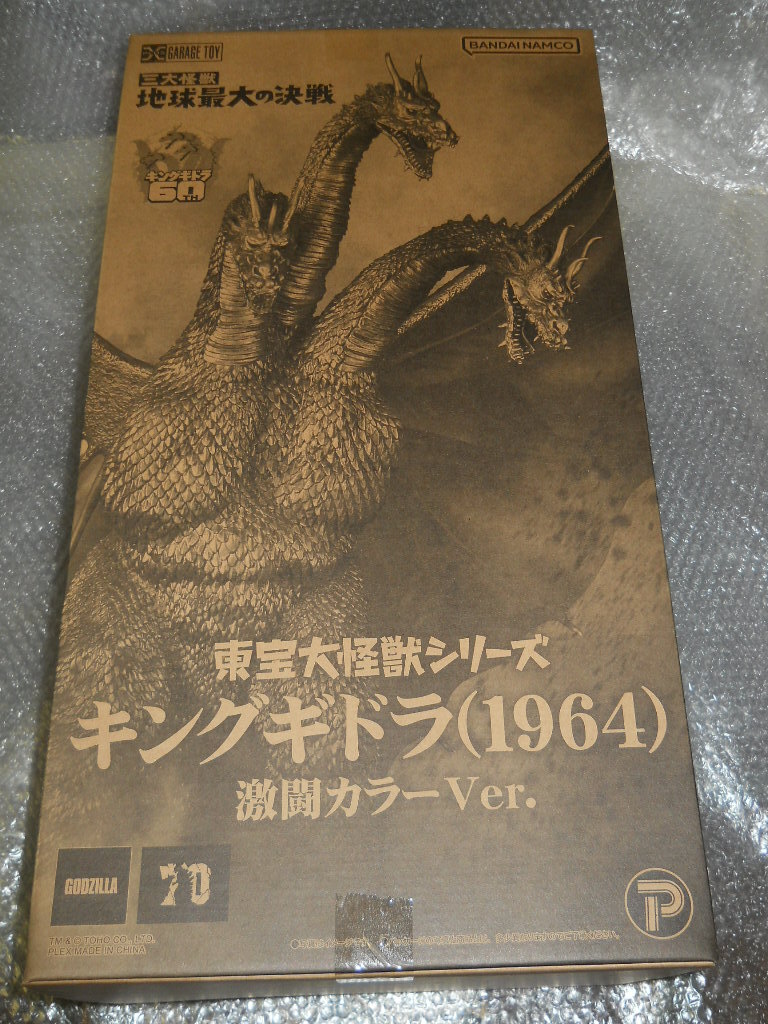 GARAGE TOY
BANDAI NAMCO
三大怪獣
地球最大の決戦
キングギドラ
60TH
東宝大怪獣シリーズ
キングギドラ(1964)
激闘カラーVer.
GODZILLA
70
P
TM & © TOHO CO., LTD.
PLEX MADE IN CHINA